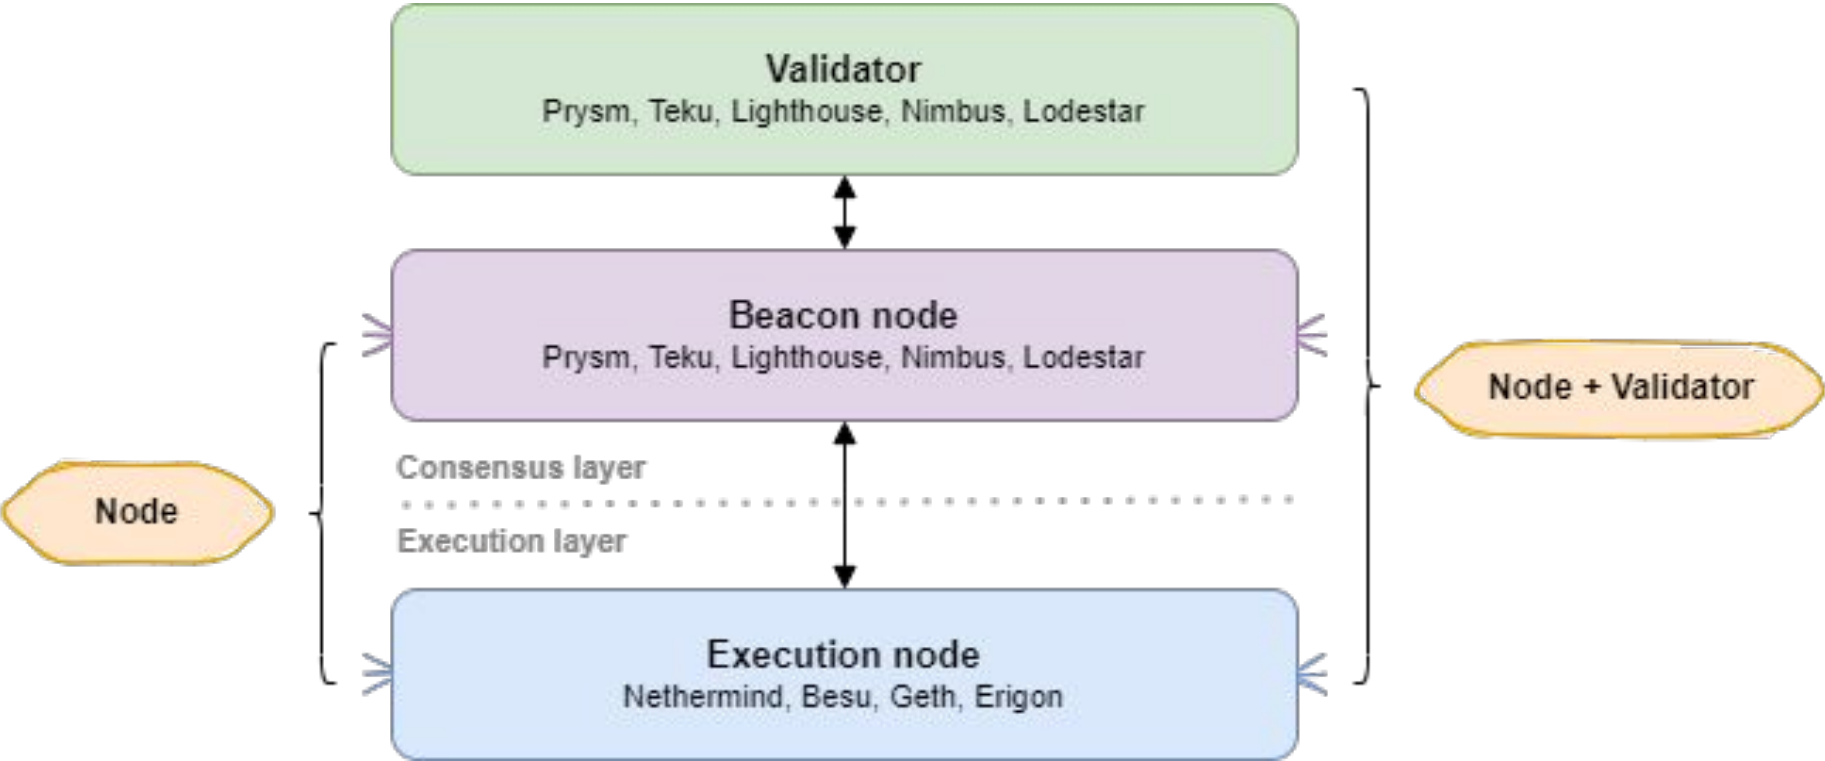 Validator
Prysm, Teku, Lighthouse, Nimbus, Lodestar
Beacon node
Prysm, Teku, Lighthouse, Nimbus, Lodestar
Node + Validator
Consensus layer
Node
Execution layer
Execution node
Nethermind, Besu, Geth, Erigon